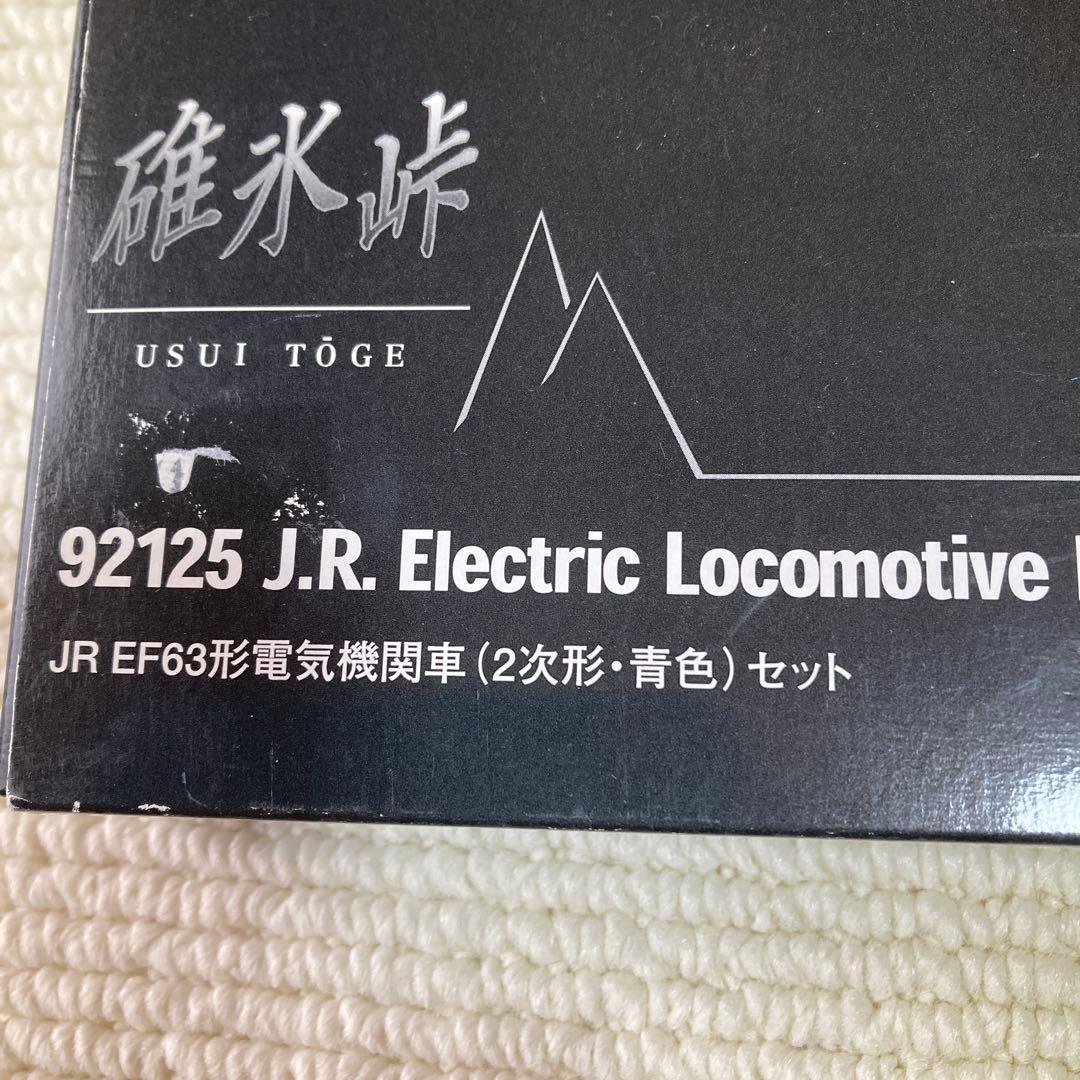 碓氷峠
USUI TŌGE
92125 J.R. Electric Locomotive
JR EF63形電気機関車(2次形・青色)セット